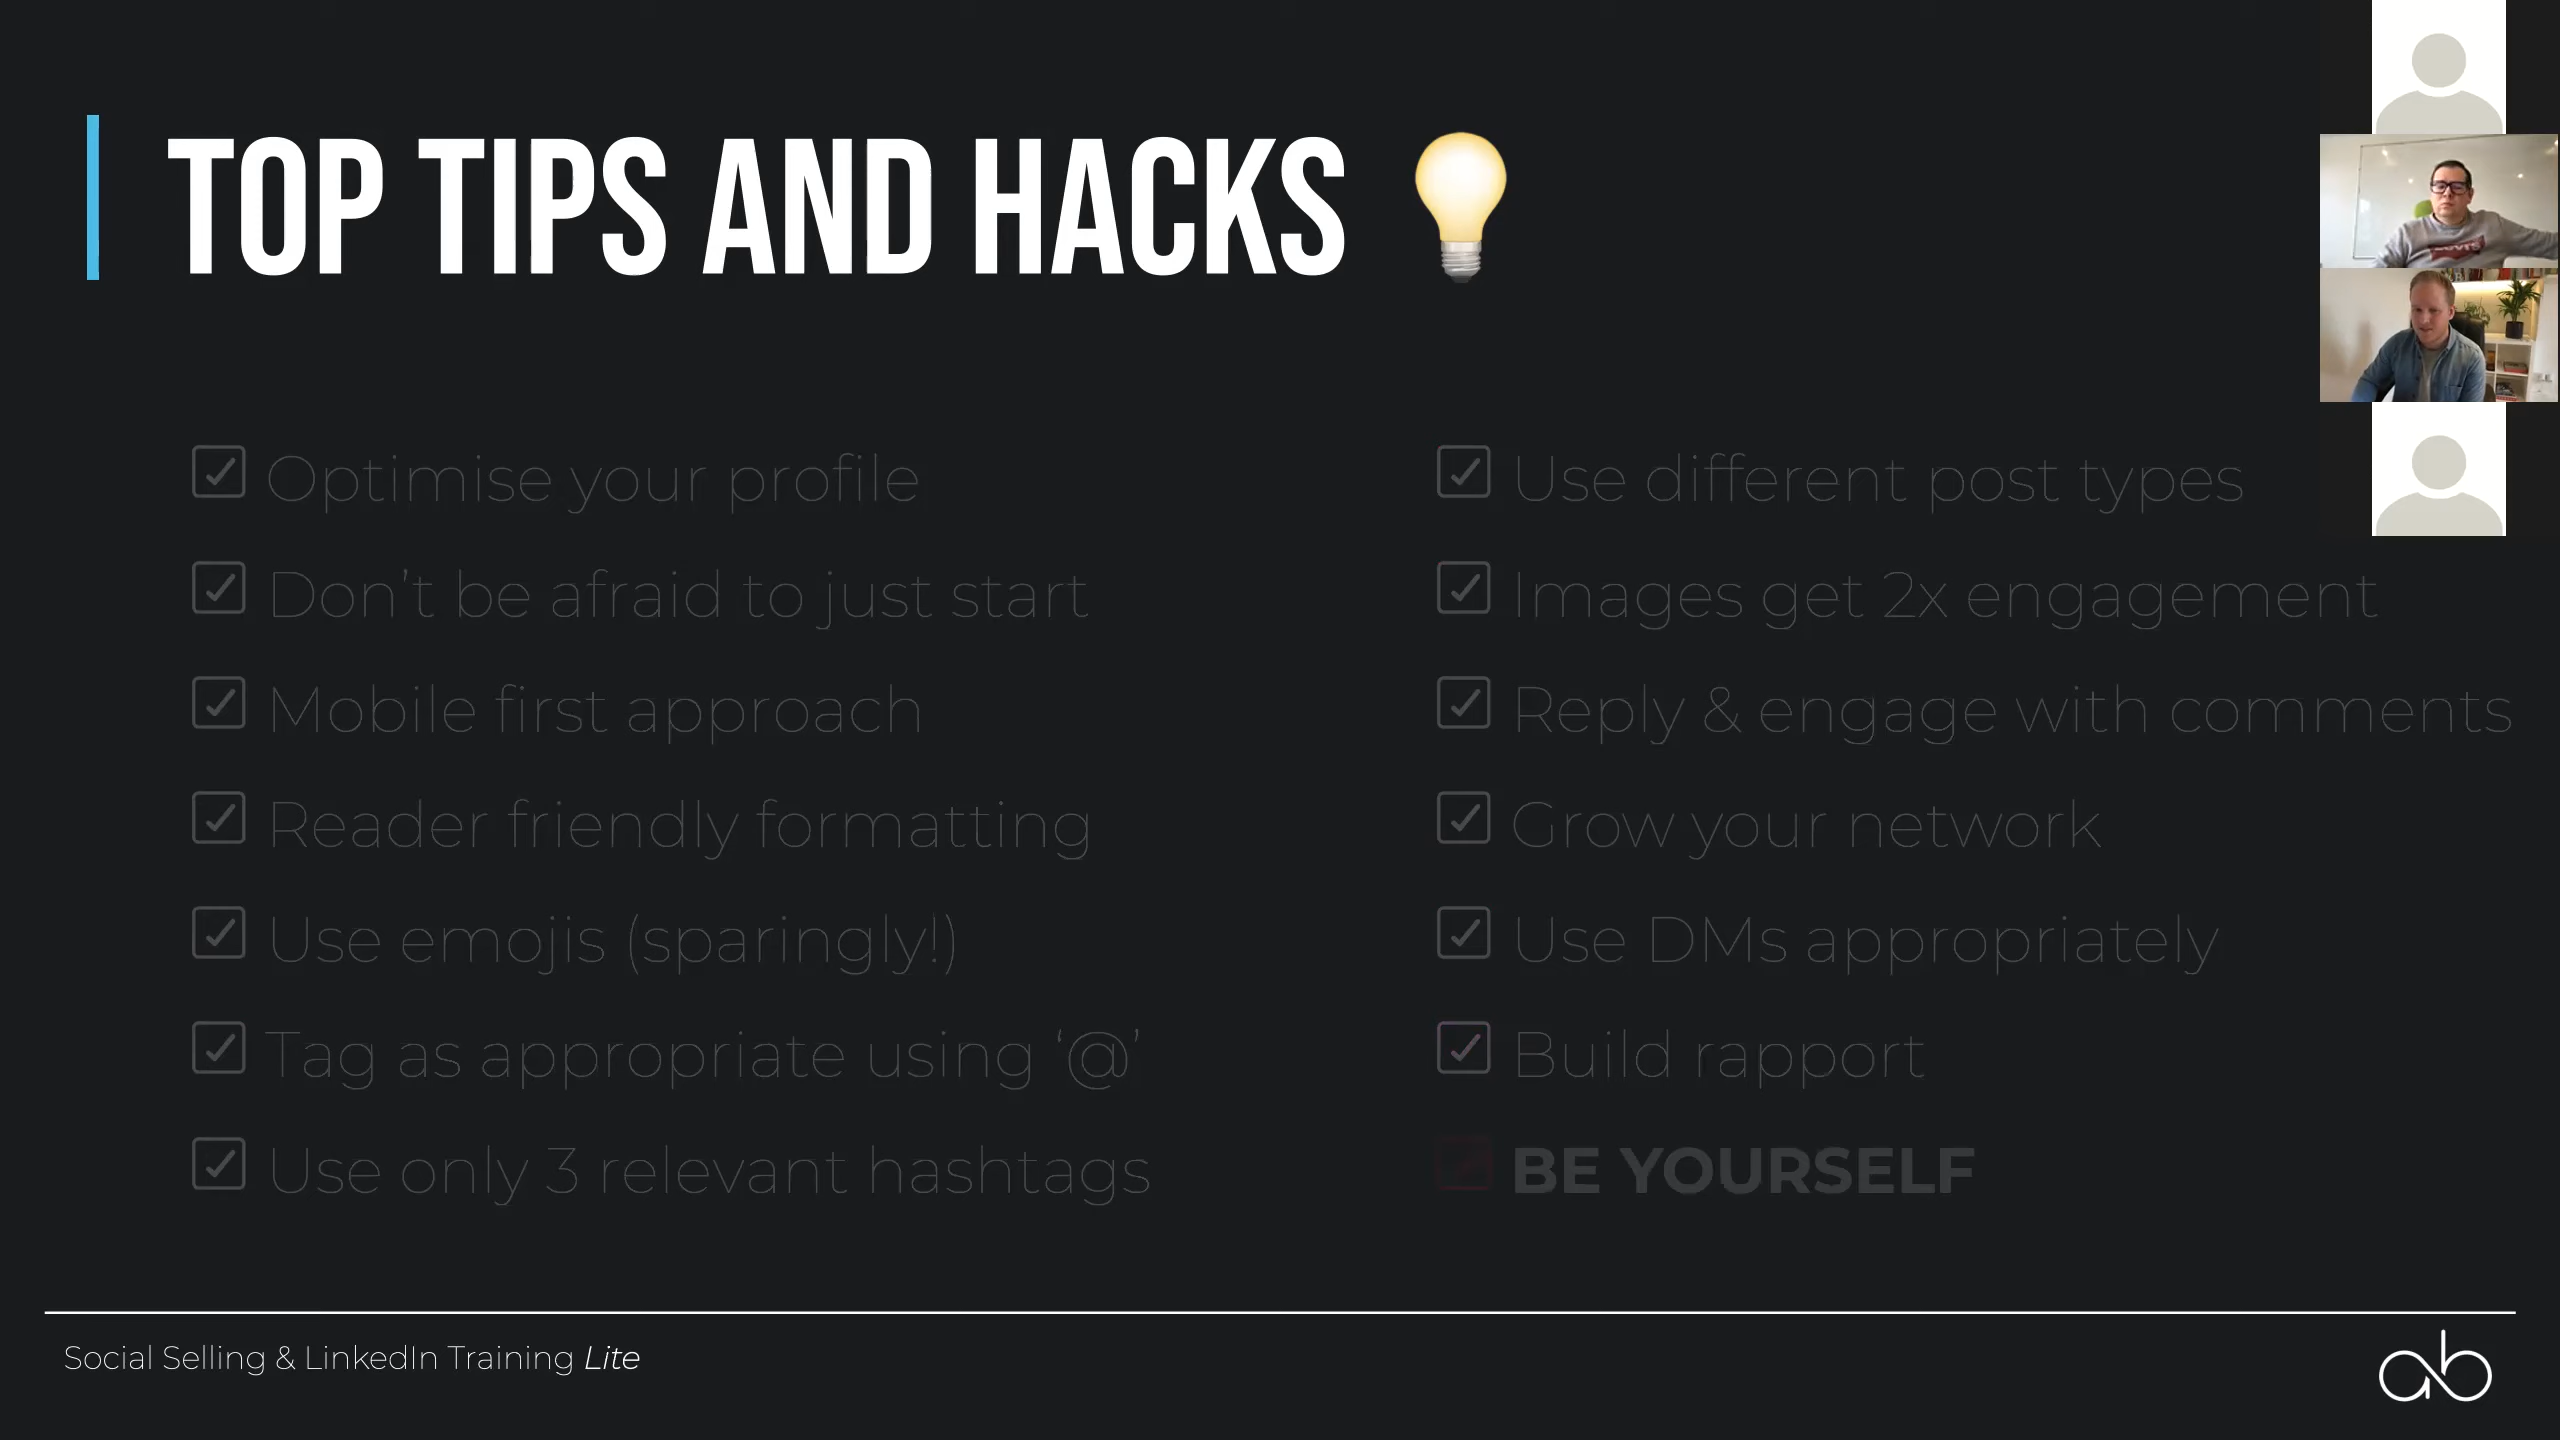 TOP TIPS AND HACKS
Optimise your profile
Don't be afraid to just start
Mobile first approach
Reader friendly formatting
Use emojis (sparingly!)
Tag as appropriate using ‘@’
Use only 3 relevant hashtags
Use different post types
Images get 2x engagement
Reply & engage with comments
Grow your network
Use DMs appropriately
Build rapport
BE YOURSELF
Social Selling & LinkedIn Training Lite
ab